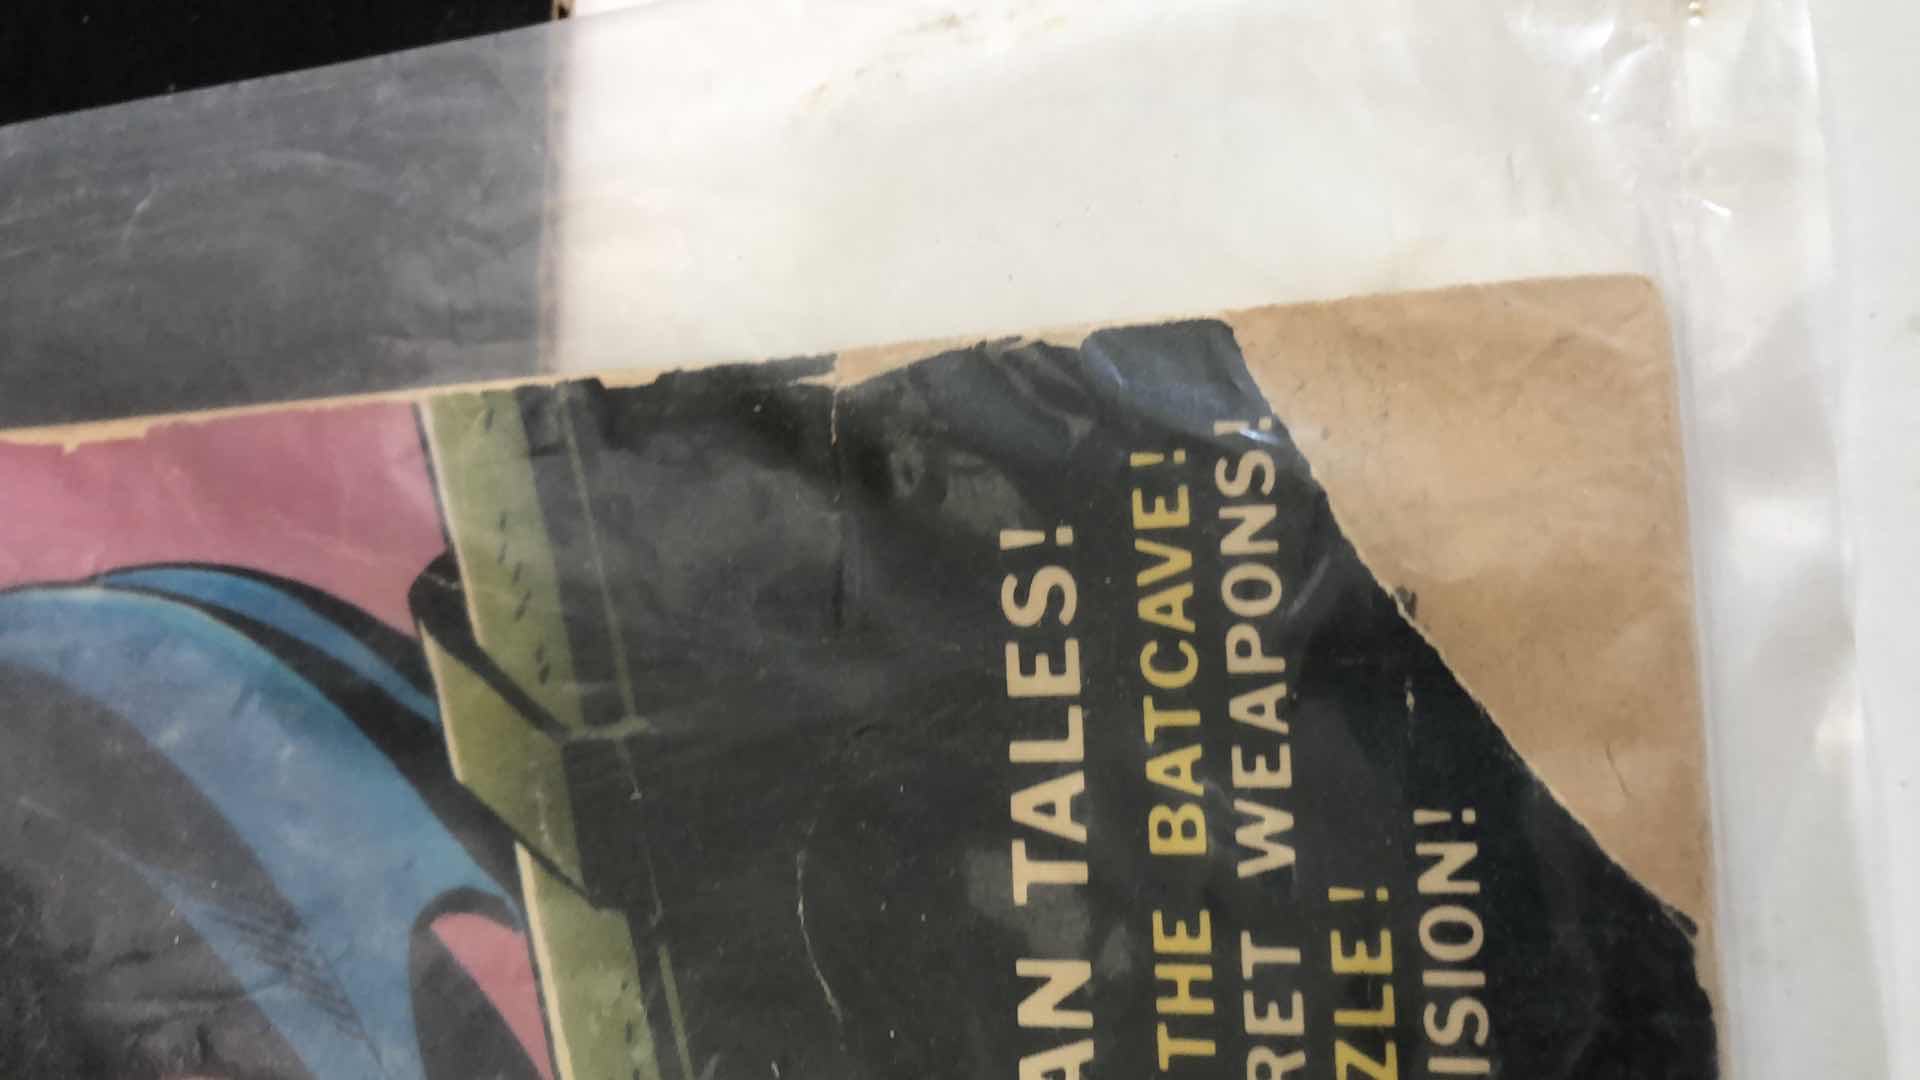 AN TALES!
THE BATCAVE!
RET WEAPONS!
ZLE!
ISION!